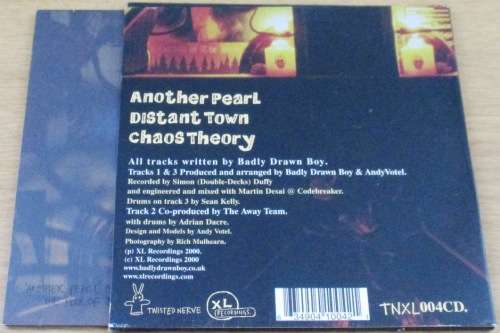 Another Pearl
Distant Town
Chaos Theory
All tracks written by Badly Drawn Boy.
Tracks 1 & 3 Produced and arranged by Badly Drawn Boy & AndyVotel.
Recorded by Simon (Double-Decks) Duffy
and engineered and mixed with Martin Desai @ Codebreaker.
Drums on track 3 by Sean Kelly.
Track 2 Co-produced by The Away Team.
with drums by Adrian Dacre.
Design and Models by Andy Votel.
Photography by Rich Mulhearn.
(p) XL Recordings 2000.
(c) XL Recordings 2000
www.badlydrawnboy.co.uk
www.xlrecordings.com
TWISTED NERVE
XL
RECORDINGS.
34904 10042
TNXL004CD.
ANOTHER PEARL